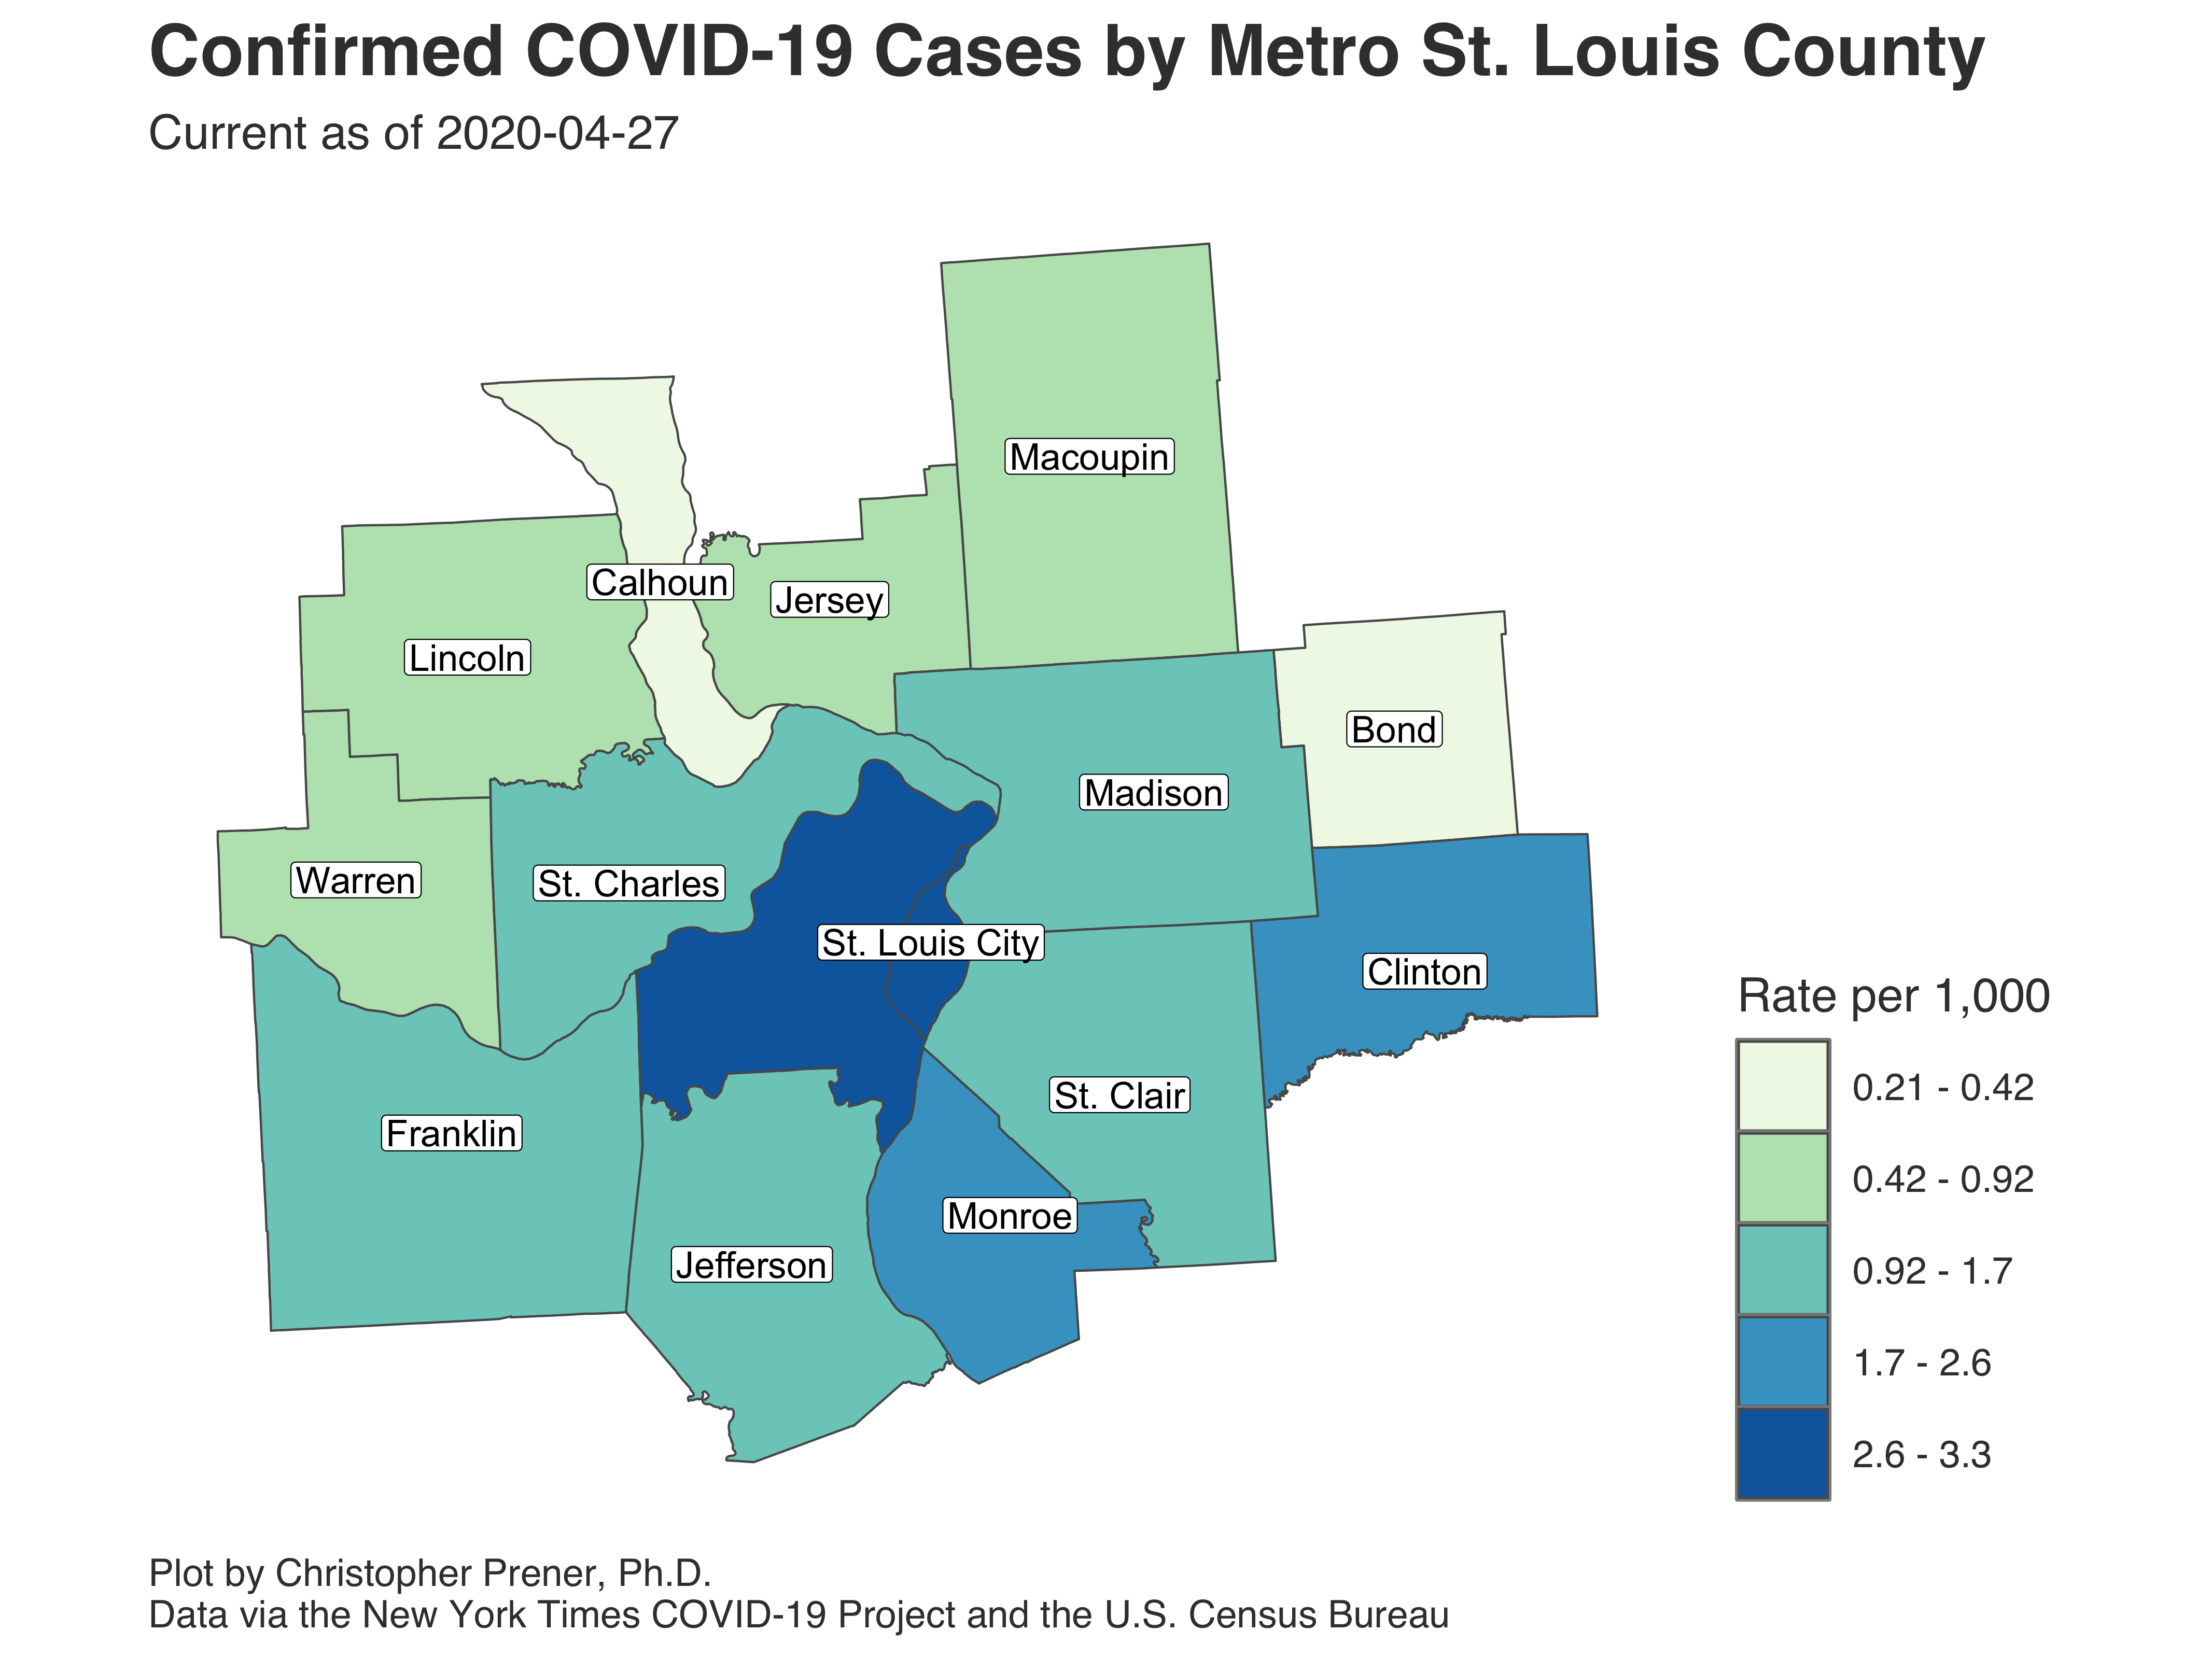 Confirmed COVID-19 Cases by Metro St. Louis County
Current as of 2020-04-27
Macoupin
Calhoun
Jersey
Lincoln
Bond
Madison
Warren
St. Charles
St. Louis City
Clinton
St. Clair
Franklin
Monroe
Jefferson
Rate per 1,000
0.21 - 0.42
0.42 - 0.92
0.92 - 1.7
1.7 - 2.6
2.6 - 3.3
Plot by Christopher Prener, Ph.D.
Data via the New York Times COVID-19 Project and the U.S. Census Bureau